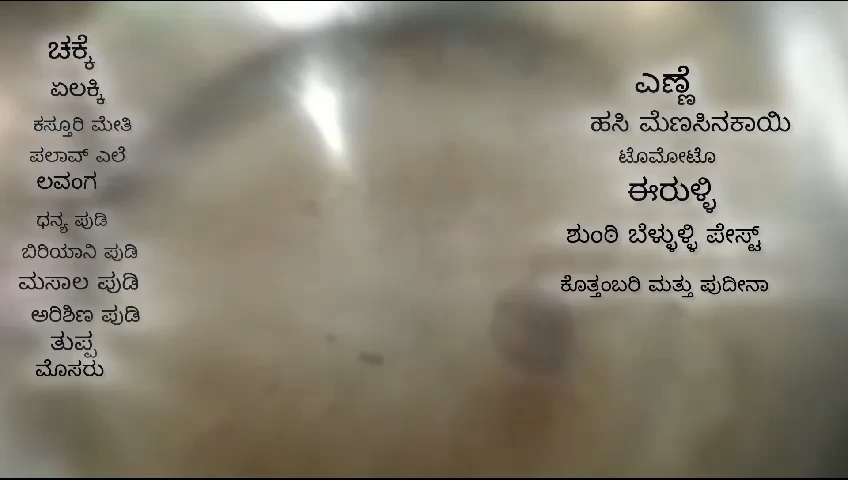 ಚಕ್ಕೆ
ಏಲಕ್ಕಿ
ಕಸ್ತೂರಿ ಮೇತಿ
ಪಲಾವ್ ಎಲೆ
ಲವಂಗ
ಧನ್ಯ ಪುಡಿ
ಬಿರಿಯಾನಿ ಪುಡಿ
ಮಸಾಲ ಪುಡಿ
ಅರಿಶಿಣ ಪುಡಿ
ತುಪ್ಪ
ಮೊಸರು
ಎಣ್ಣೆ
ಹಸಿ ಮೆಣಸಿನಕಾಯಿ
ಟೊಮೋಟೊ
ಈರುಳ್ಳಿ
ಶುಂಠಿ ಬೆಳ್ಳುಳ್ಳಿ ಪೇಸ್ಟ್
ಕೊತ್ತಂಬರಿ ಮತ್ತು ಪುದೀನಾ